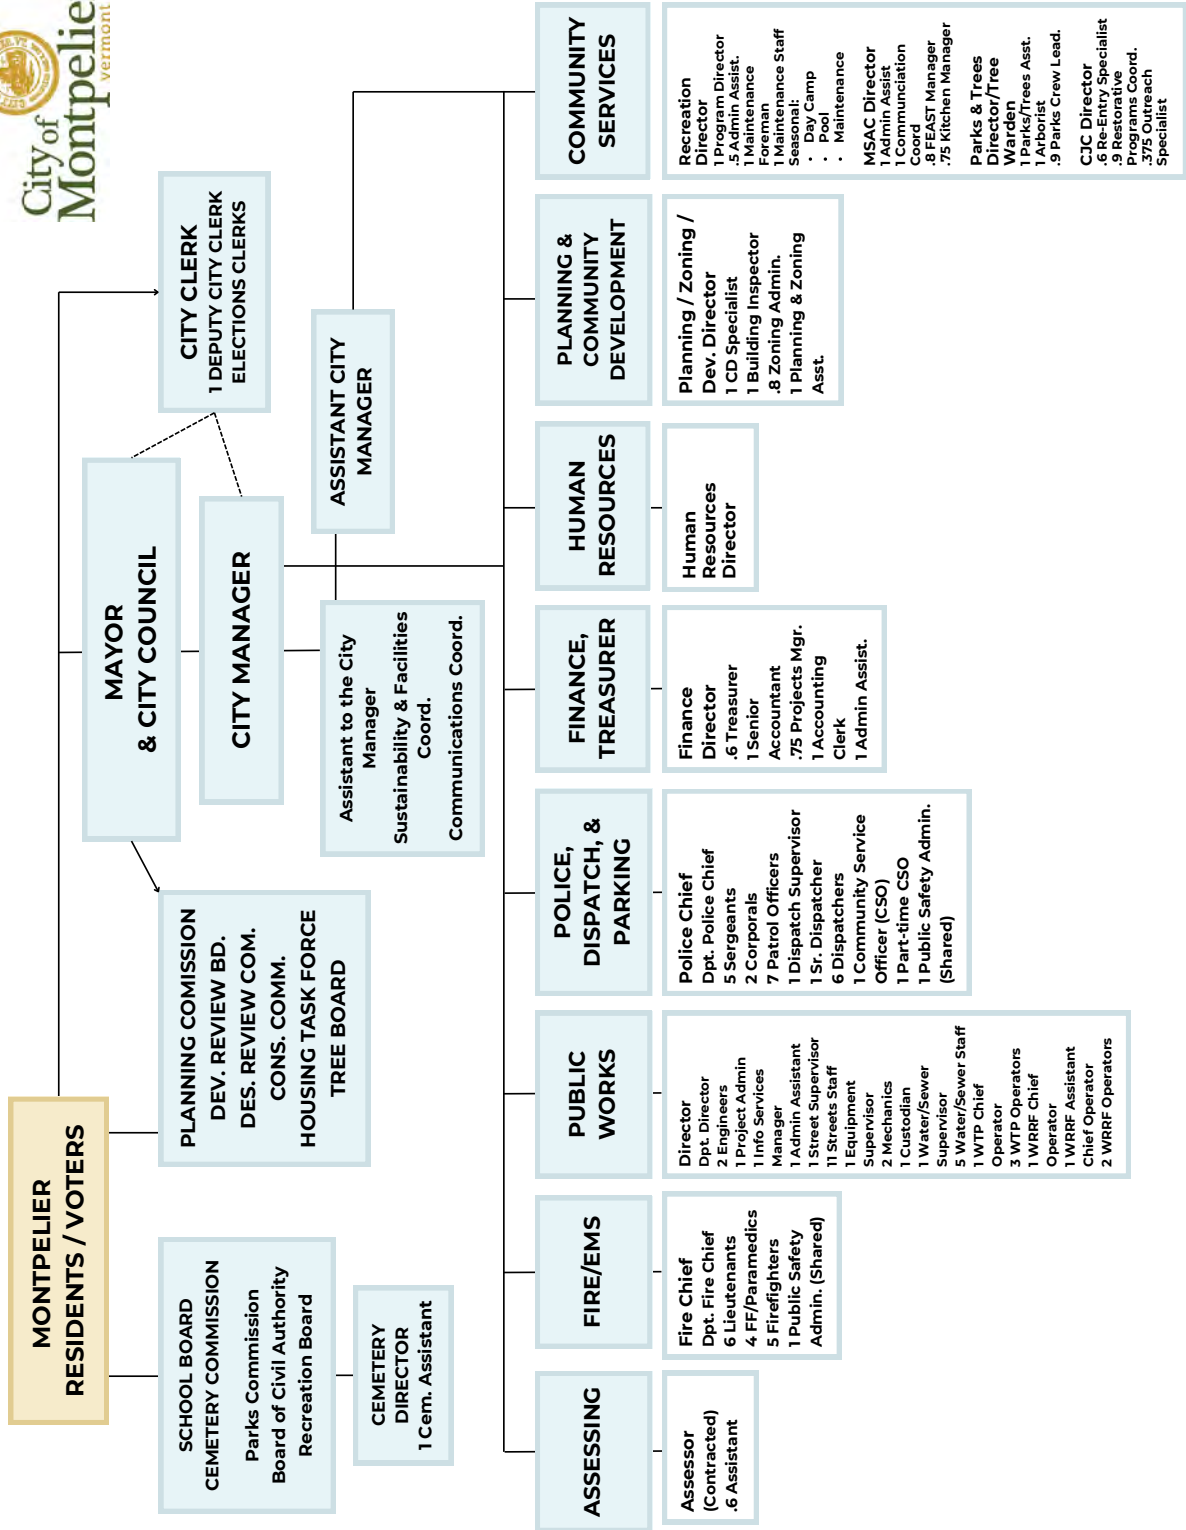 City of
Montpelie
vermont
MONTPELIER
RESIDENTS / VOTERS
SCHOOL BOARD
CEMETERY COMMISSION
Parks Commission
Board of Civil Authority
Recreation Board
CEMETERY
DIRECTOR
1 Cem. Assistant
PLANNING COMISSION
DEV. REVIEW BD.
DES. REVIEW COM.
CONS. COMM.
HOUSING TASK FORCE
TREE BOARD
MAYOR
& CITY COUNCIL
CITY MANAGER
CITY CLERK
1 DEPUTY CITY CLERK
ELECTIONS CLERKS
Assistant to the City
Manager
Sustainability & Facilities
Coord.
Communications Coord.
ASSISTANT CITY
MANAGER
ASSESSING
Assessor
(Contracted)
.6 Assistant
FIRE/EMS
Fire Chief
Dpt. Fire Chief
6 Lieutenants
4 FF/Paramedics
5 Firefighters
1 Public Safety
Admin. (Shared)
PUBLIC
WORKS
Director
Dpt. Director
2 Engineers
1 Project Admin
1 Info Services
Manager
1 Admin Assistant
1 Street Supervisor
11 Streets Staff
1 Equipment
Supervisor
2 Mechanics
1 Custodian
1 Water/Sewer
Supervisor
5 Water/Sewer Staff
1 WTP Chief
Operator
3 WTP Operators
1 WRRF Chief
Operator
1 WRRF Assistant
Chief Operator
2 WRRF Operators
POLICE,
DISPATCH, &
PARKING
Police Chief
Dpt. Police Chief
5 Sergeants
2 Corporals
7 Patrol Officers
1 Dispatch Supervisor
1 Sr. Dispatcher
6 Dispatchers
1 Community Service
Officer (CSO)
1 Part-time CSO
1 Public Safety Admin.
(Shared)
FINANCE,
TREASURER
Finance
Director
.6 Treasurer
1 Senior
Accountant
.75 Projects Mgr.
1 Accounting
Clerk
1 Admin Assist.
HUMAN
RESOURCES
Human
Resources
Director
PLANNING &
COMMUNITY
DEVELOPMENT
Planning / Zoning /
Dev. Director
1 CD Specialist
1 Building Inspector
.8 Zoning Admin.
1 Planning & Zoning
Asst.
COMMUNITY
SERVICES
Recreation
Director
1 Program Director
.5 Admin Assist.
1 Maintenance
Foreman
1 Maintenance Staff
Seasonal:
• Day Camp
• Pool
• Maintenance
MSAC Director
1 Admin Assist
1 Communciation
Coord
.8 FEAST Manager
.75 Kitchen Manager
Parks & Trees
Director/Tree
Warden
1 Parks/Trees Asst.
1 Arborist
.9 Parks Crew Lead.
CJC Director
.6 Re-Entry Specialist
.9 Restorative
Programs Coord.
.375 Outreach
Specialist